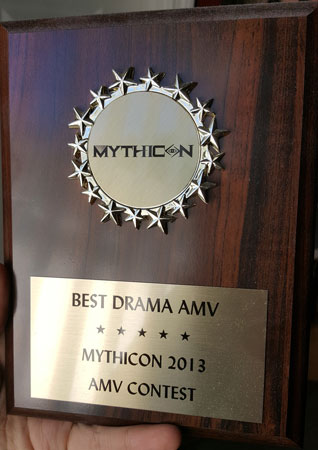 MYTHICON
BEST DRAMA AMV
★ ★ ★ ★ ★
MYTHICON 2013
AMV CONTEST